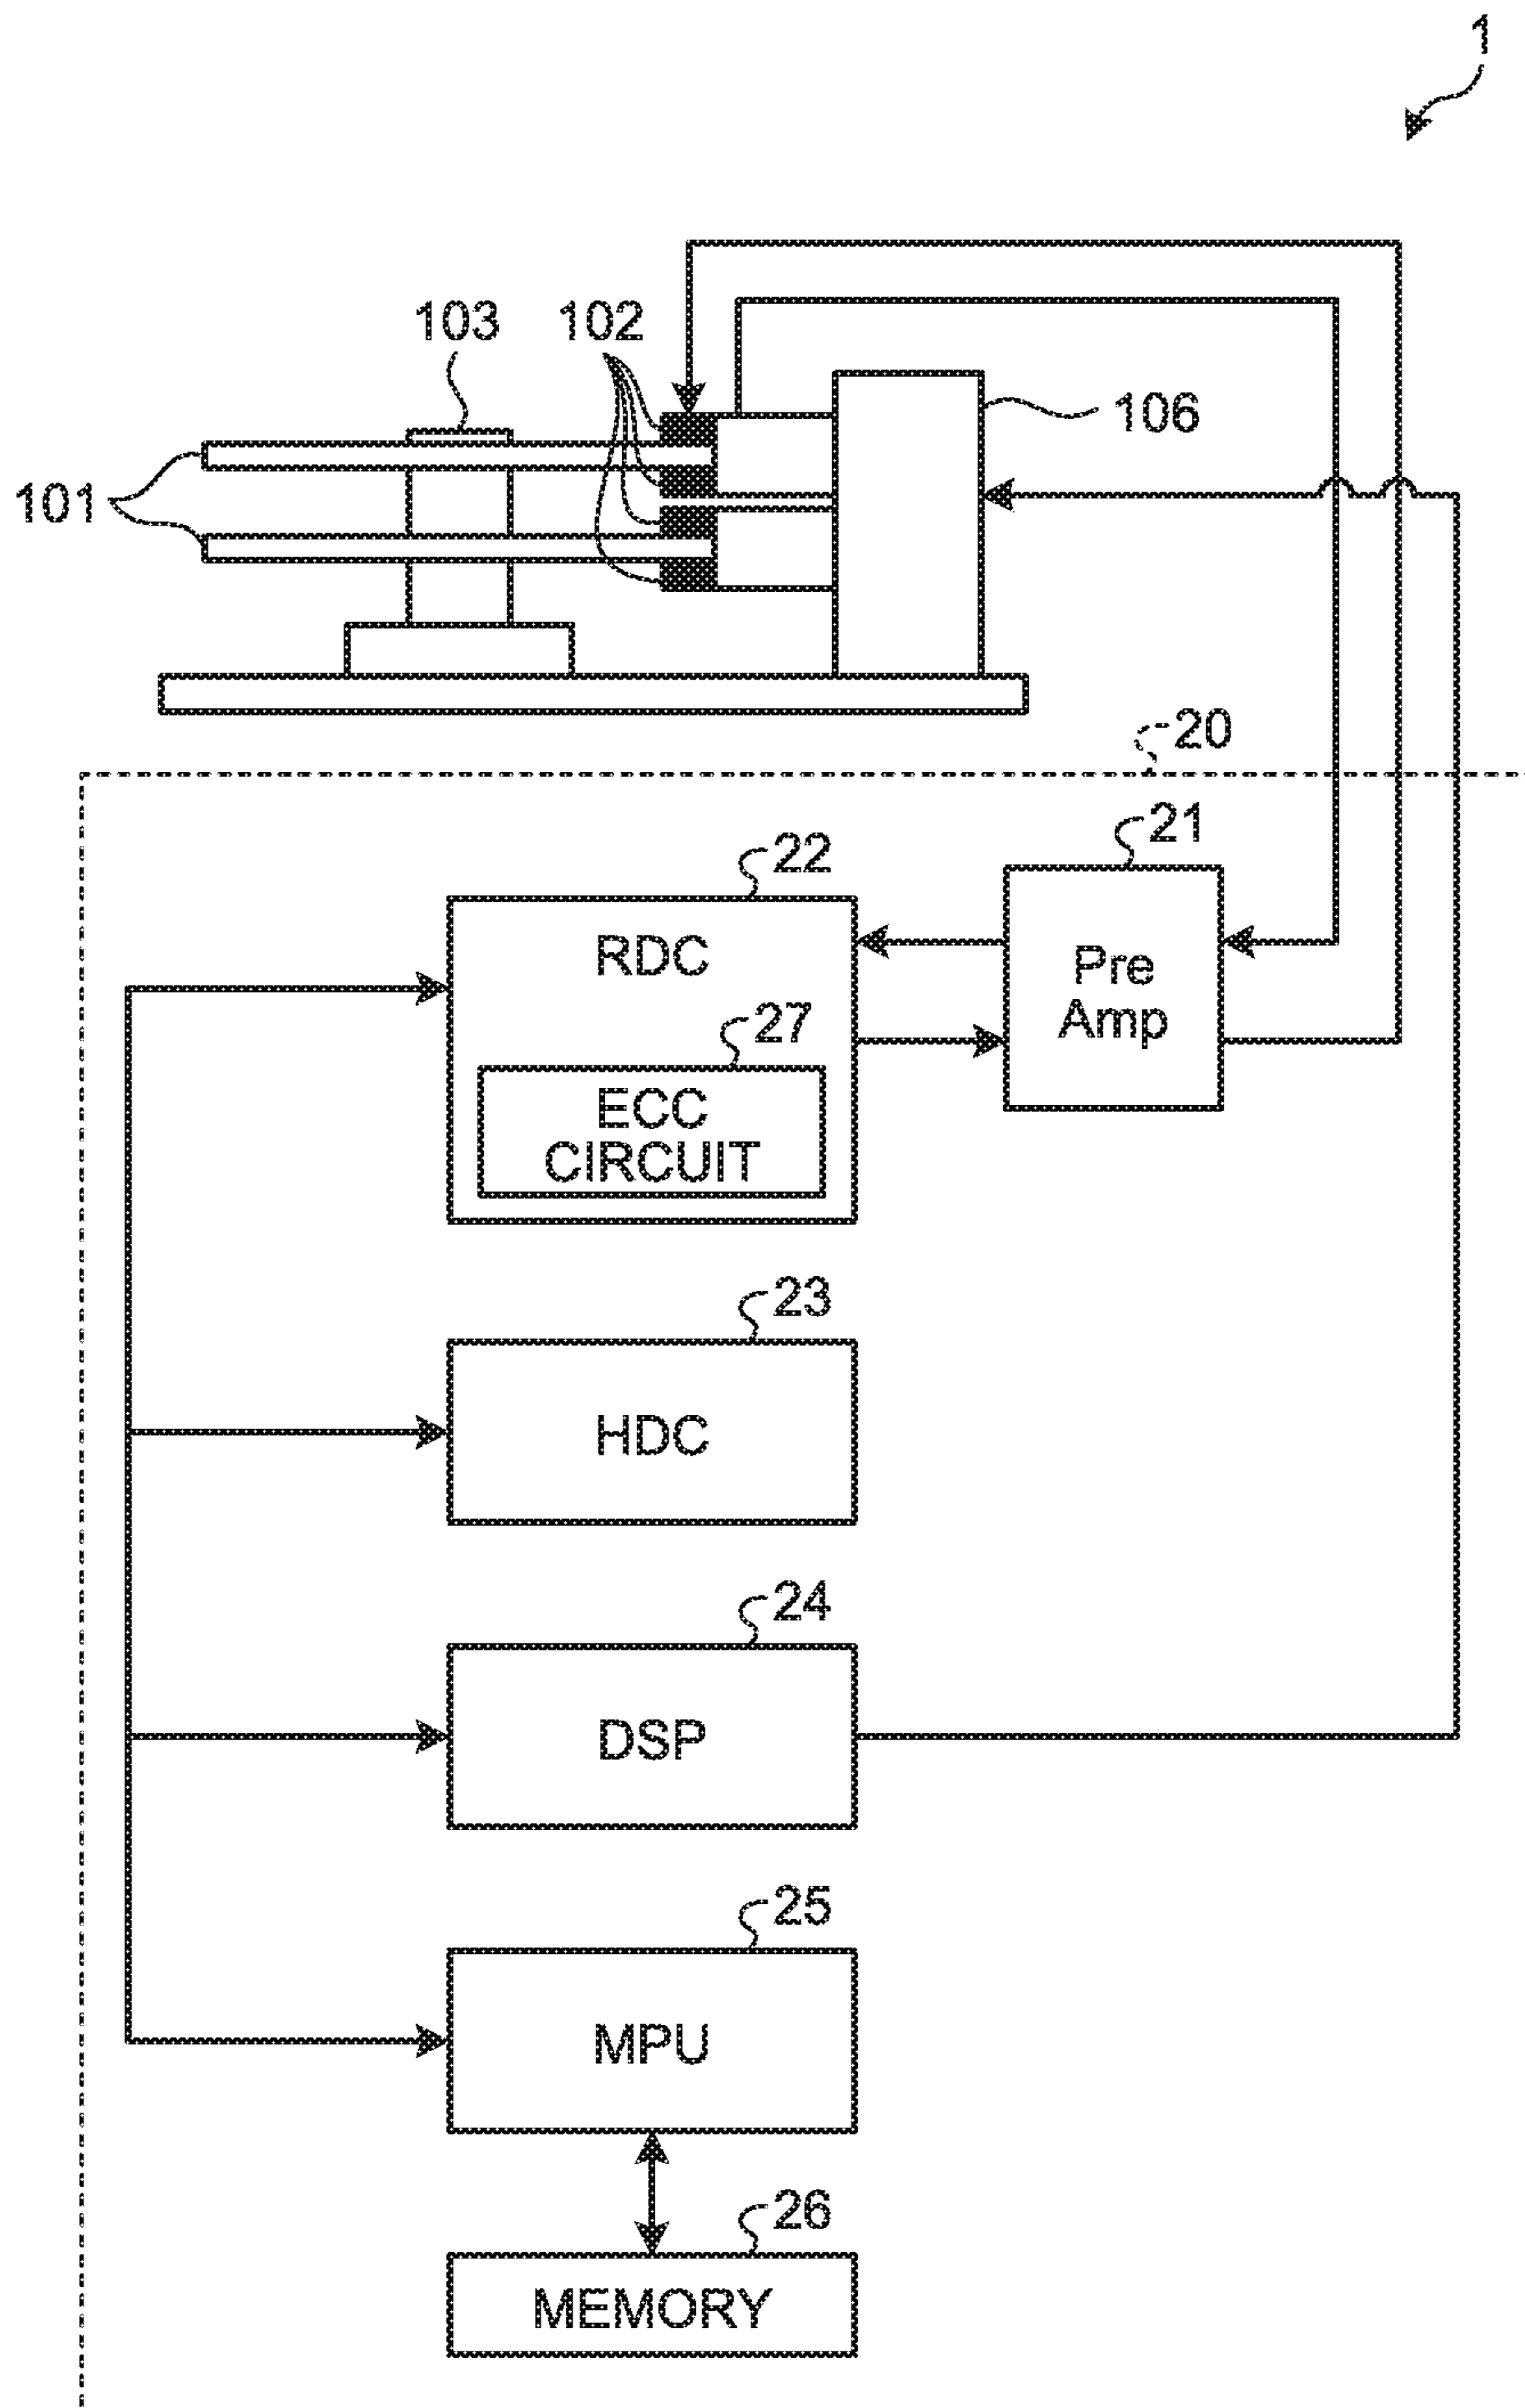 1
103
102
106
101
20
21
22
RDC
Pre
Amp
27
ECC
CIRCUIT
23
HDC
24
DSP
25
MPU
26
MEMORY